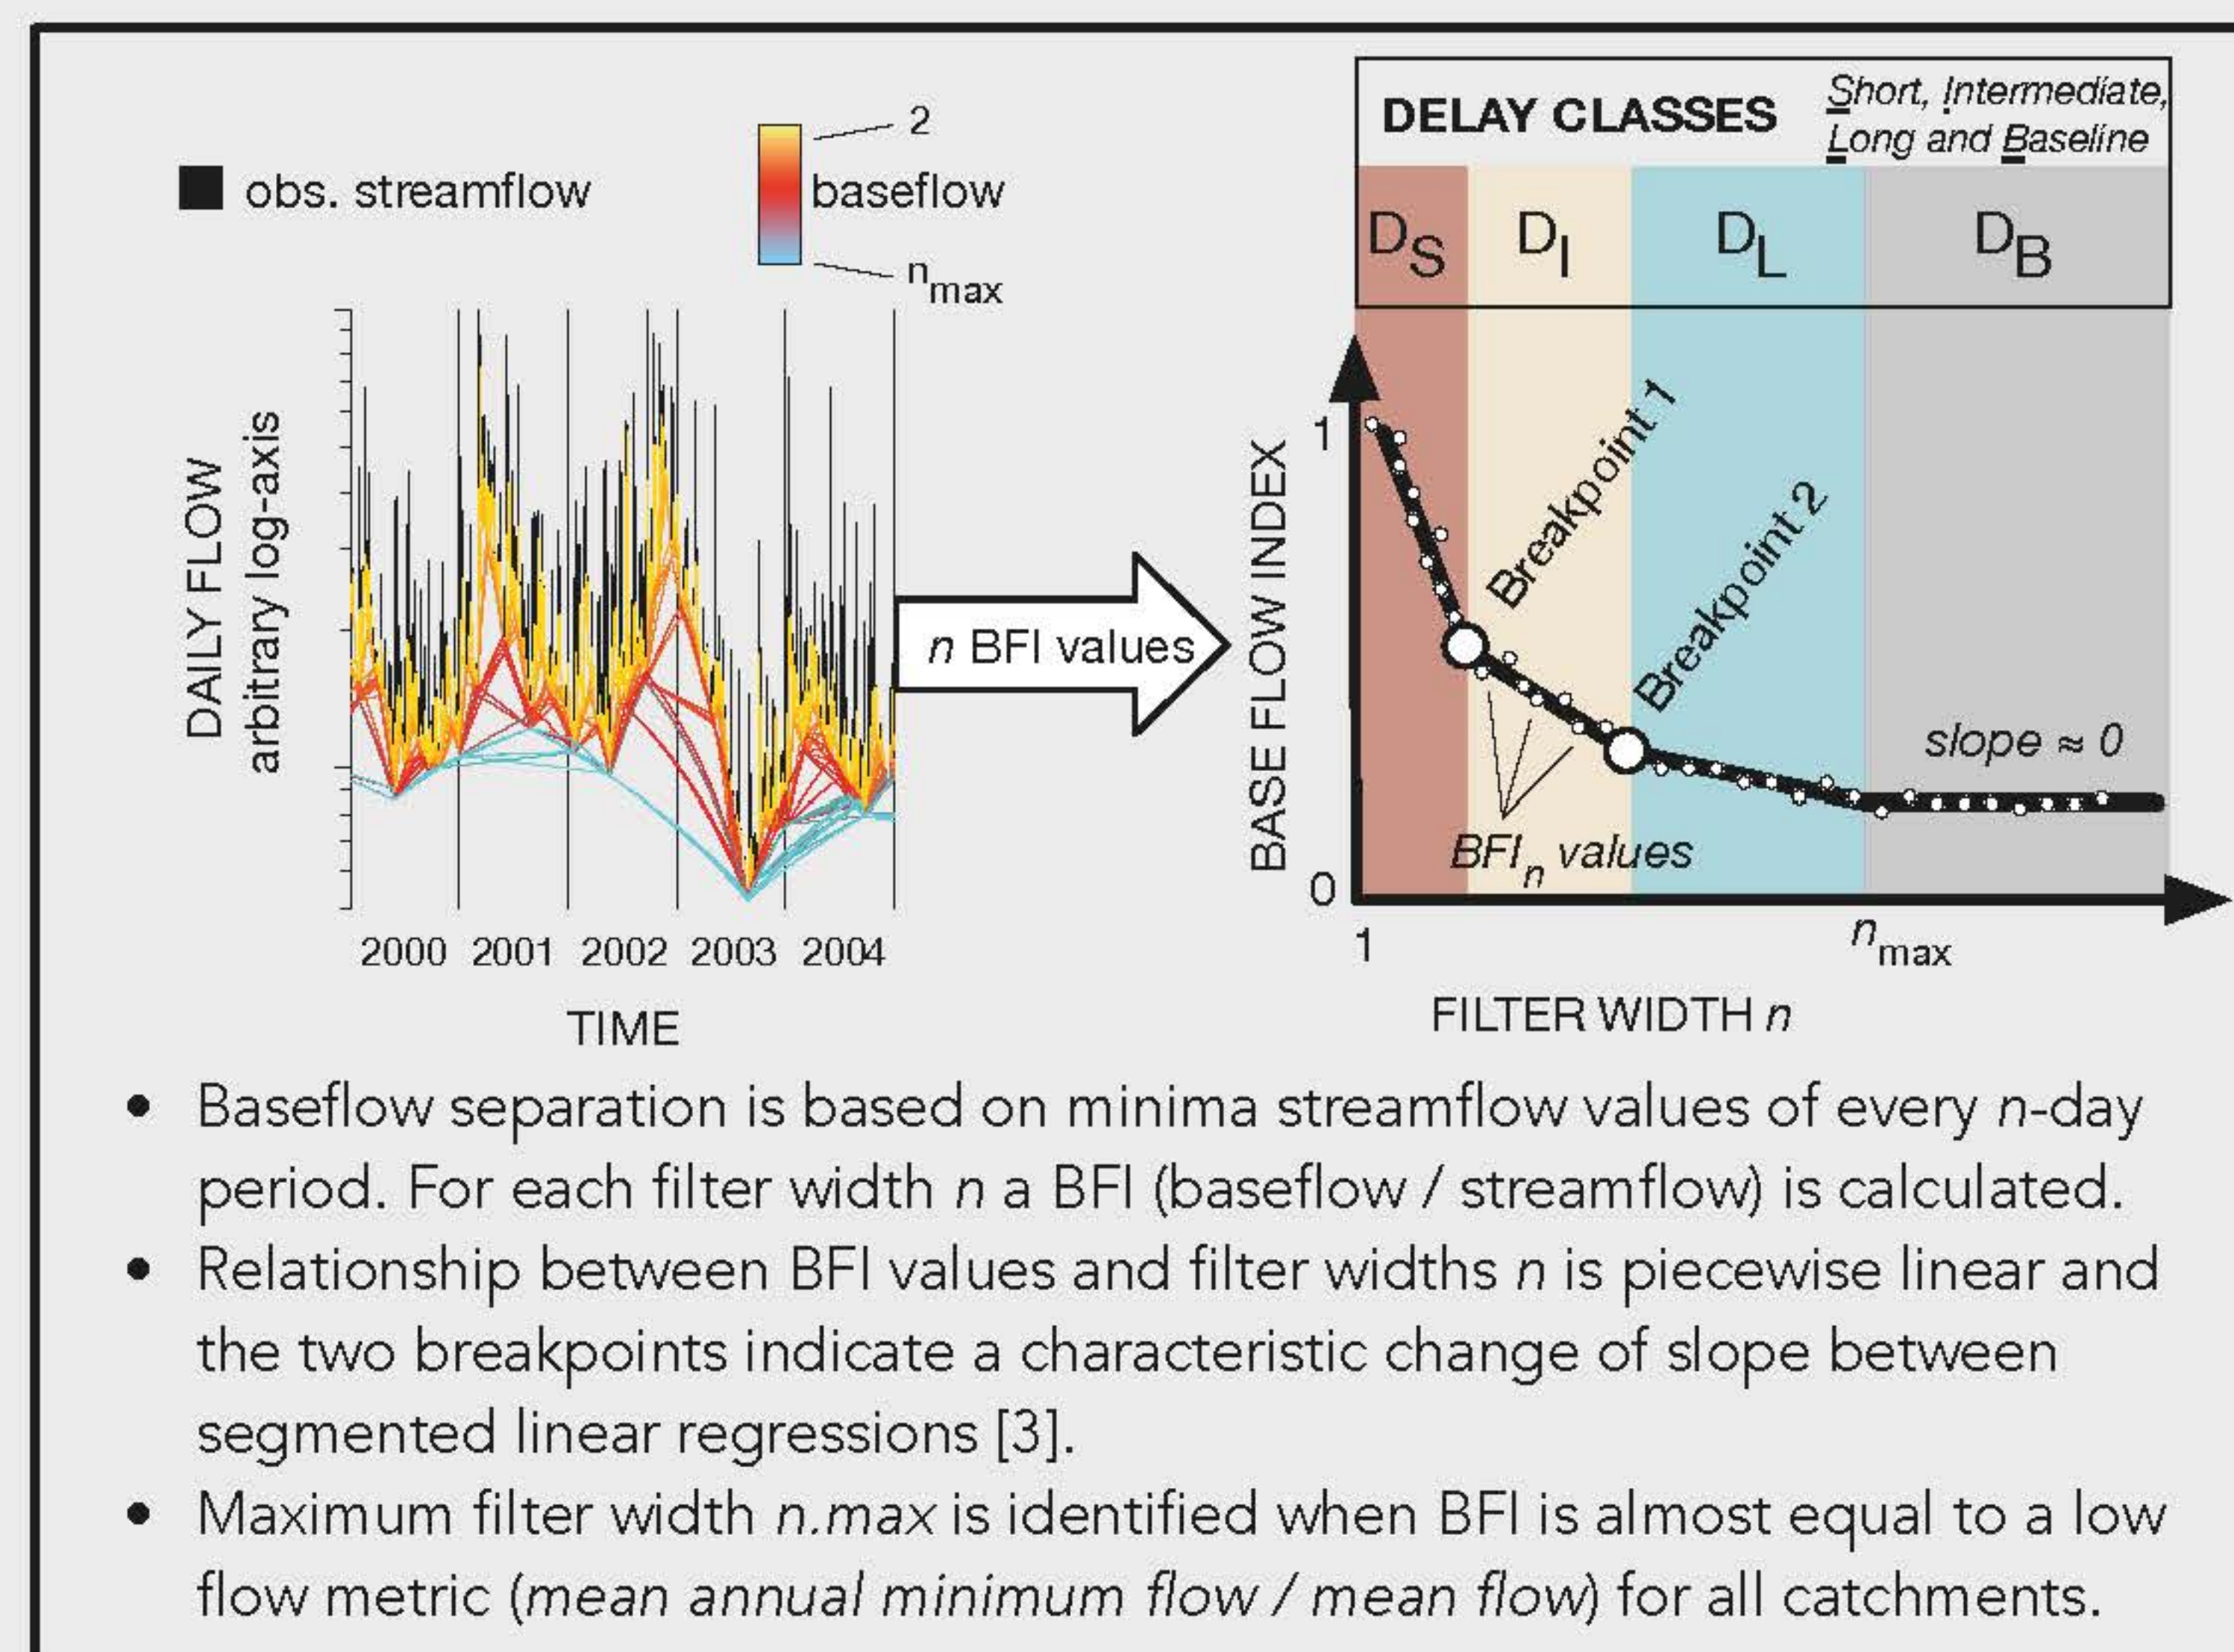 2
obs. streamflow
baseflow
n max
DAILY FLOW
arbitrary log-axis
2000 2001 2002 2003 2004
TIME
n BFI values
DELAY CLASSES
Short, Intermediate,
Long and Baseline
DS DI DL DB
BASE FLOW INDEX
1
0
Breakpoint 1
Breakpoint 2
slope ≈ 0
BFIn values
1
n max
FILTER WIDTH n
• Baseflow separation is based on minima streamflow values of every n-day
period. For each filter width n a BFI (baseflow / streamflow) is calculated.
• Relationship between BFI values and filter widths n is piecewise linear and
the two breakpoints indicate a characteristic change of slope between
segmented linear regressions [3].
• Maximum filter width n.max is identified when BFI is almost equal to a low
flow metric (mean annual minimum flow / mean flow) for all catchments.